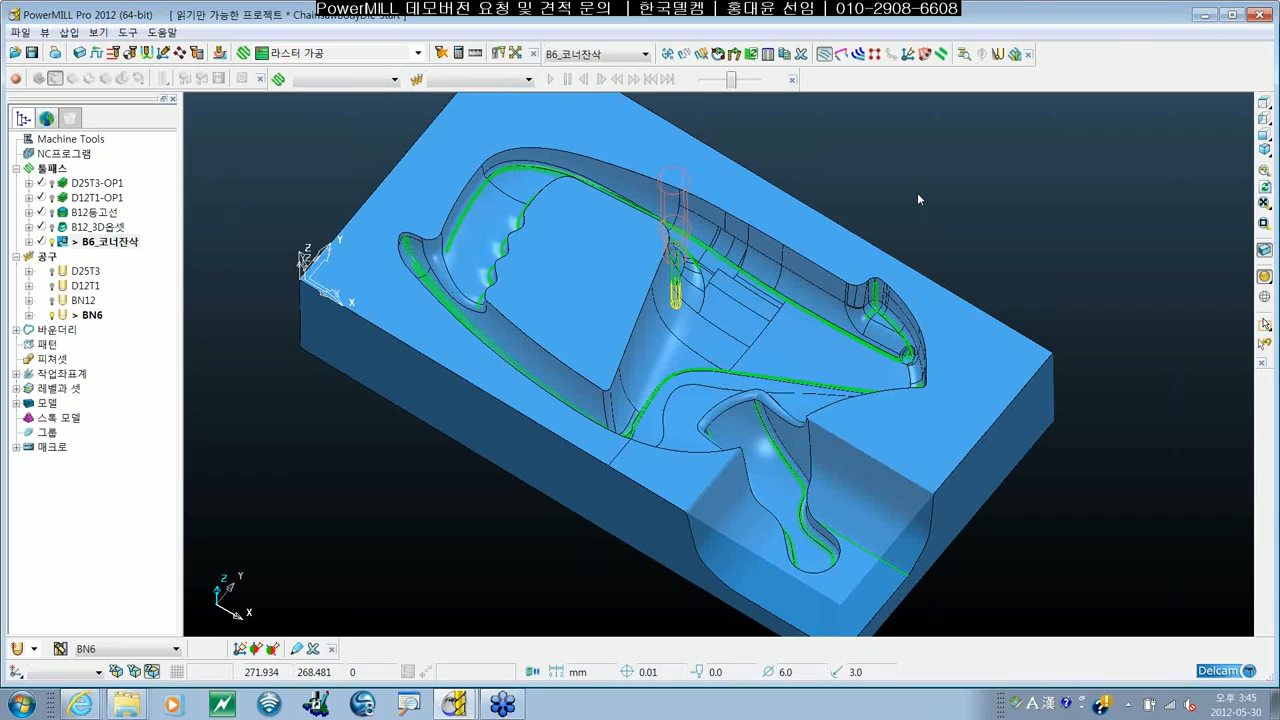 PowerMILL 데모버전 요청 및 견적 문의 | 한국델켐 | 홍대윤 선임 | 010-2908-6608
PowerMILL Pro 2012 (64-bit) - [ 읽기만 가능한 프로젝트 * ChainsawBodyDie-Start ]
파일 뷰 삽입 보기 도구 도움말
라스터 가공
B6_코너잔삭
Machine Tools
NC프로그램
툴패스
D25T3-OP1
D12T1-OP1
B12등고선
B12_3D옵셋
> B6_코너잔삭
공구
D25T3
D12T1
BN12
> BN6
바운더리
패턴
피쳐셋
작업좌표계
레벨과 셋
모델
스톡 모델
그룹
매크로
Z
Y
X
Z
Y
X
BN6
271.934 268.481 0 mm 0.01 0.0 6.0 3.0
Delcam
A 漢
오후 3:45
2012-05-30